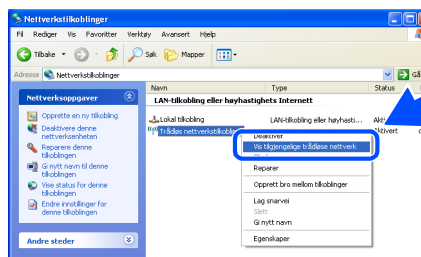 Nettverkstilkoblinger
Fil Rediger Vis Favoritter Verktøy Avansert Hjelp
Tilbake Søk Mapper
Adresse Nettverkstilkoblinger Gå
Navn Type Status
LAN-tilkobling eller høyhastighets Internett
Lokal tilkobling LAN-tilkobling eller høyhasti...
Trådløs nettverkstilkobling
Deaktiver
Vis tilgjengelige trådløse nettverk
Reparer
Opprett bro mellom tilkoblinger
Lag snarvei
Slett
Gi nytt navn
Egenskaper
Nettverksoppgaver
Opprette en ny tilkobling
Deaktivere denne
nettverksenheten
Reparere denne
tilkoblingen
Gi nytt navn til denne
tilkoblingen
Vise status for denne
tilkoblingen
Endre innstillinger for
denne tilkoblingen
Andre steder